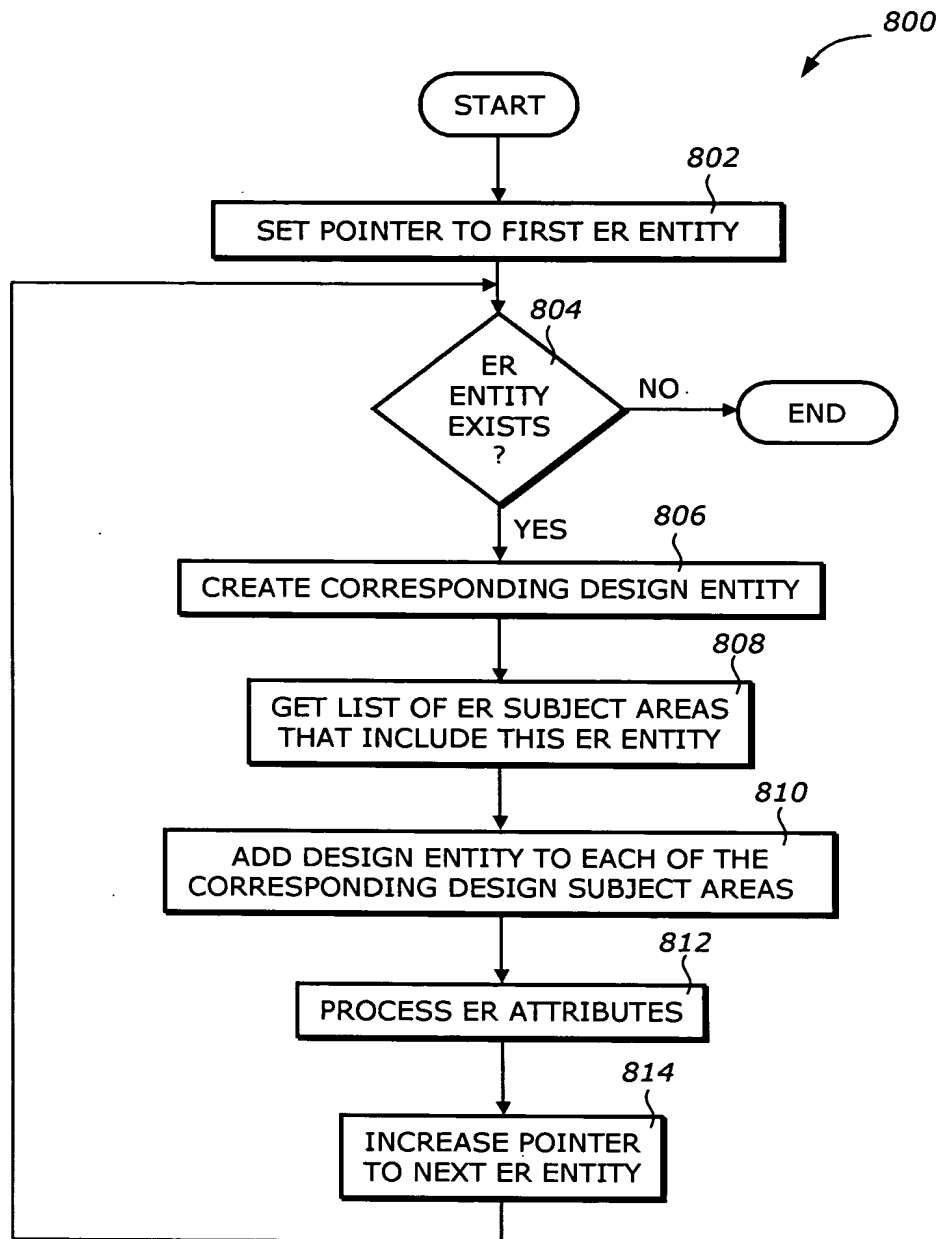 800
START
802
SET POINTER TO FIRST ER ENTITY
804
ER
ENTITY
EXISTS
?
NO
END
YES
806
CREATE CORRESPONDING DESIGN ENTITY
808
GET LIST OF ER SUBJECT AREAS
THAT INCLUDE THIS ER ENTITY
810
ADD DESIGN ENTITY TO EACH OF THE
CORRESPONDING DESIGN SUBJECT AREAS
812
PROCESS ER ATTRIBUTES
814
INCREASE POINTER
TO NEXT ER ENTITY